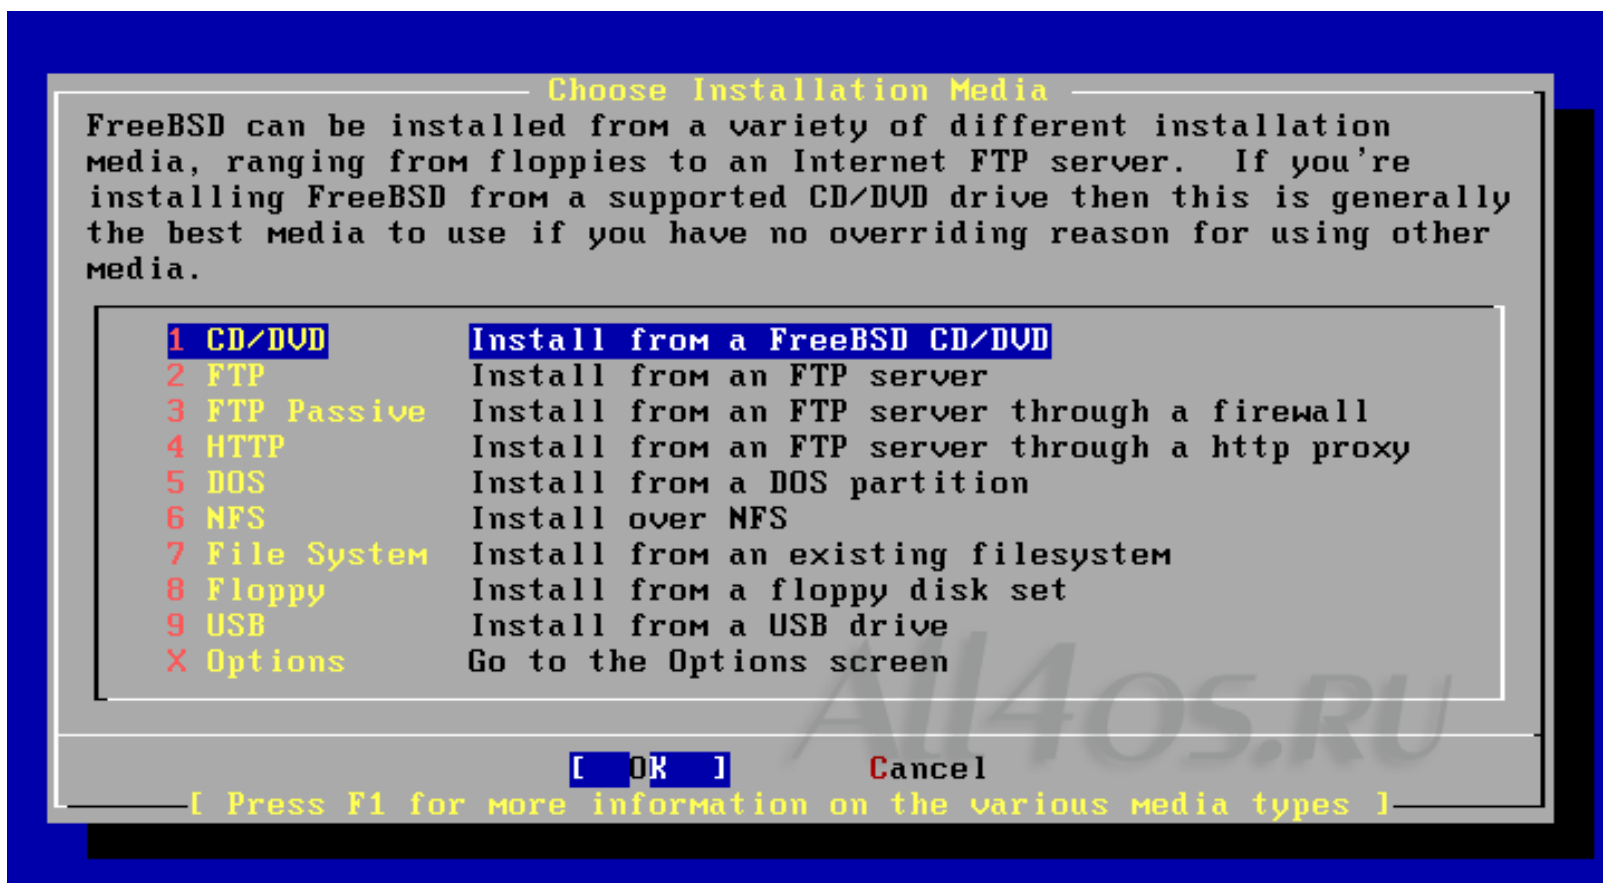 Choose Installation Media
FreeBSD can be installed from a variety of different installation
media, ranging from floppies to an Internet FTP server.  If you're
installing FreeBSD from a supported CD/DVD drive then this is generally
the best media to use if you have no overriding reason for using other
media.
1 CD/DVD Install from a FreeBSD CD/DVD
2 FTP Install from an FTP server
3 FTP Passive Install from an FTP server through a firewall
4 HTTP Install from an FTP server through a http proxy
5 DOS Install from a DOS partition
6 NFS Install over NFS
7 File System Install from an existing filesystem
8 Floppy Install from a floppy disk set
9 USB Install from a USB drive
X Options Go to the Options screen
All4os.RU
[ OK ] Cancel
[ Press F1 for more information on the various media types ]